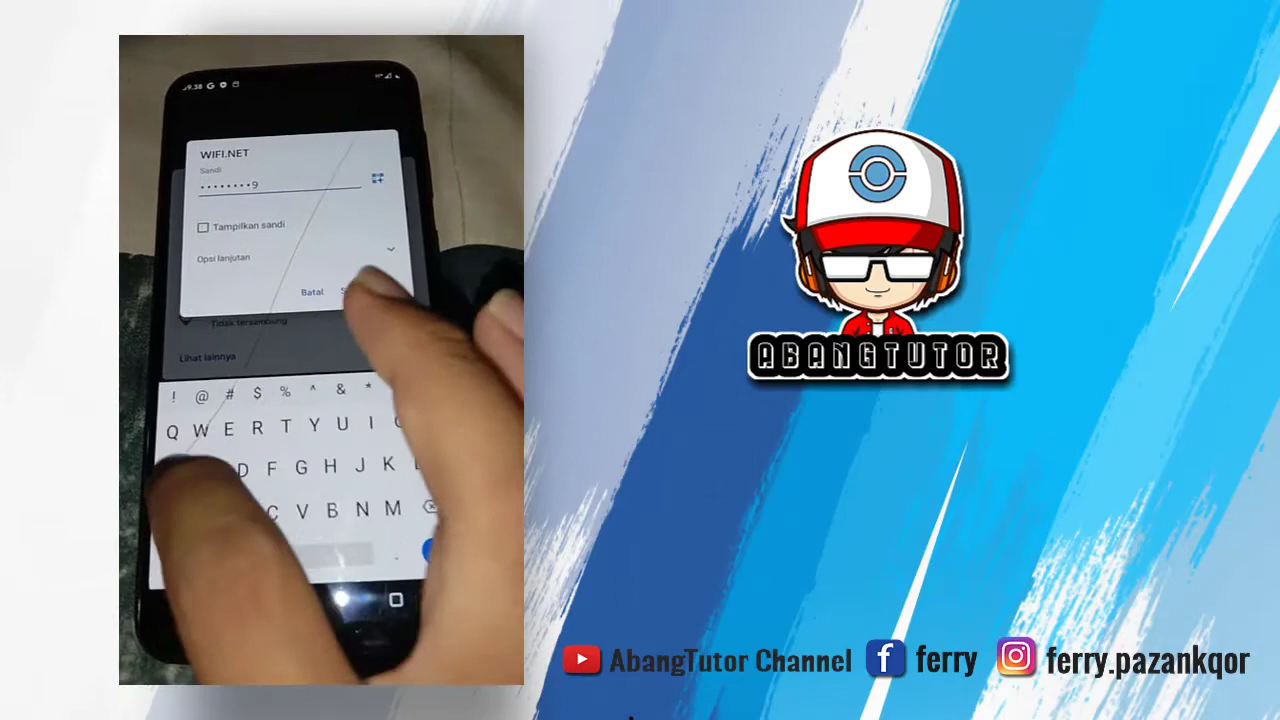 9.38
WIFI.NET
Sandi
••••••••9
Tampilkan sandi
Opsi lanjutan
Batal
Tidak tersambung
Lihat lainnya
! @ # $ % ^ & *
Q W E R T Y U I
D F G H J K
C V B N M
ABANGTUTOR
AbangTutor Channel ferry ferry.pazankqor